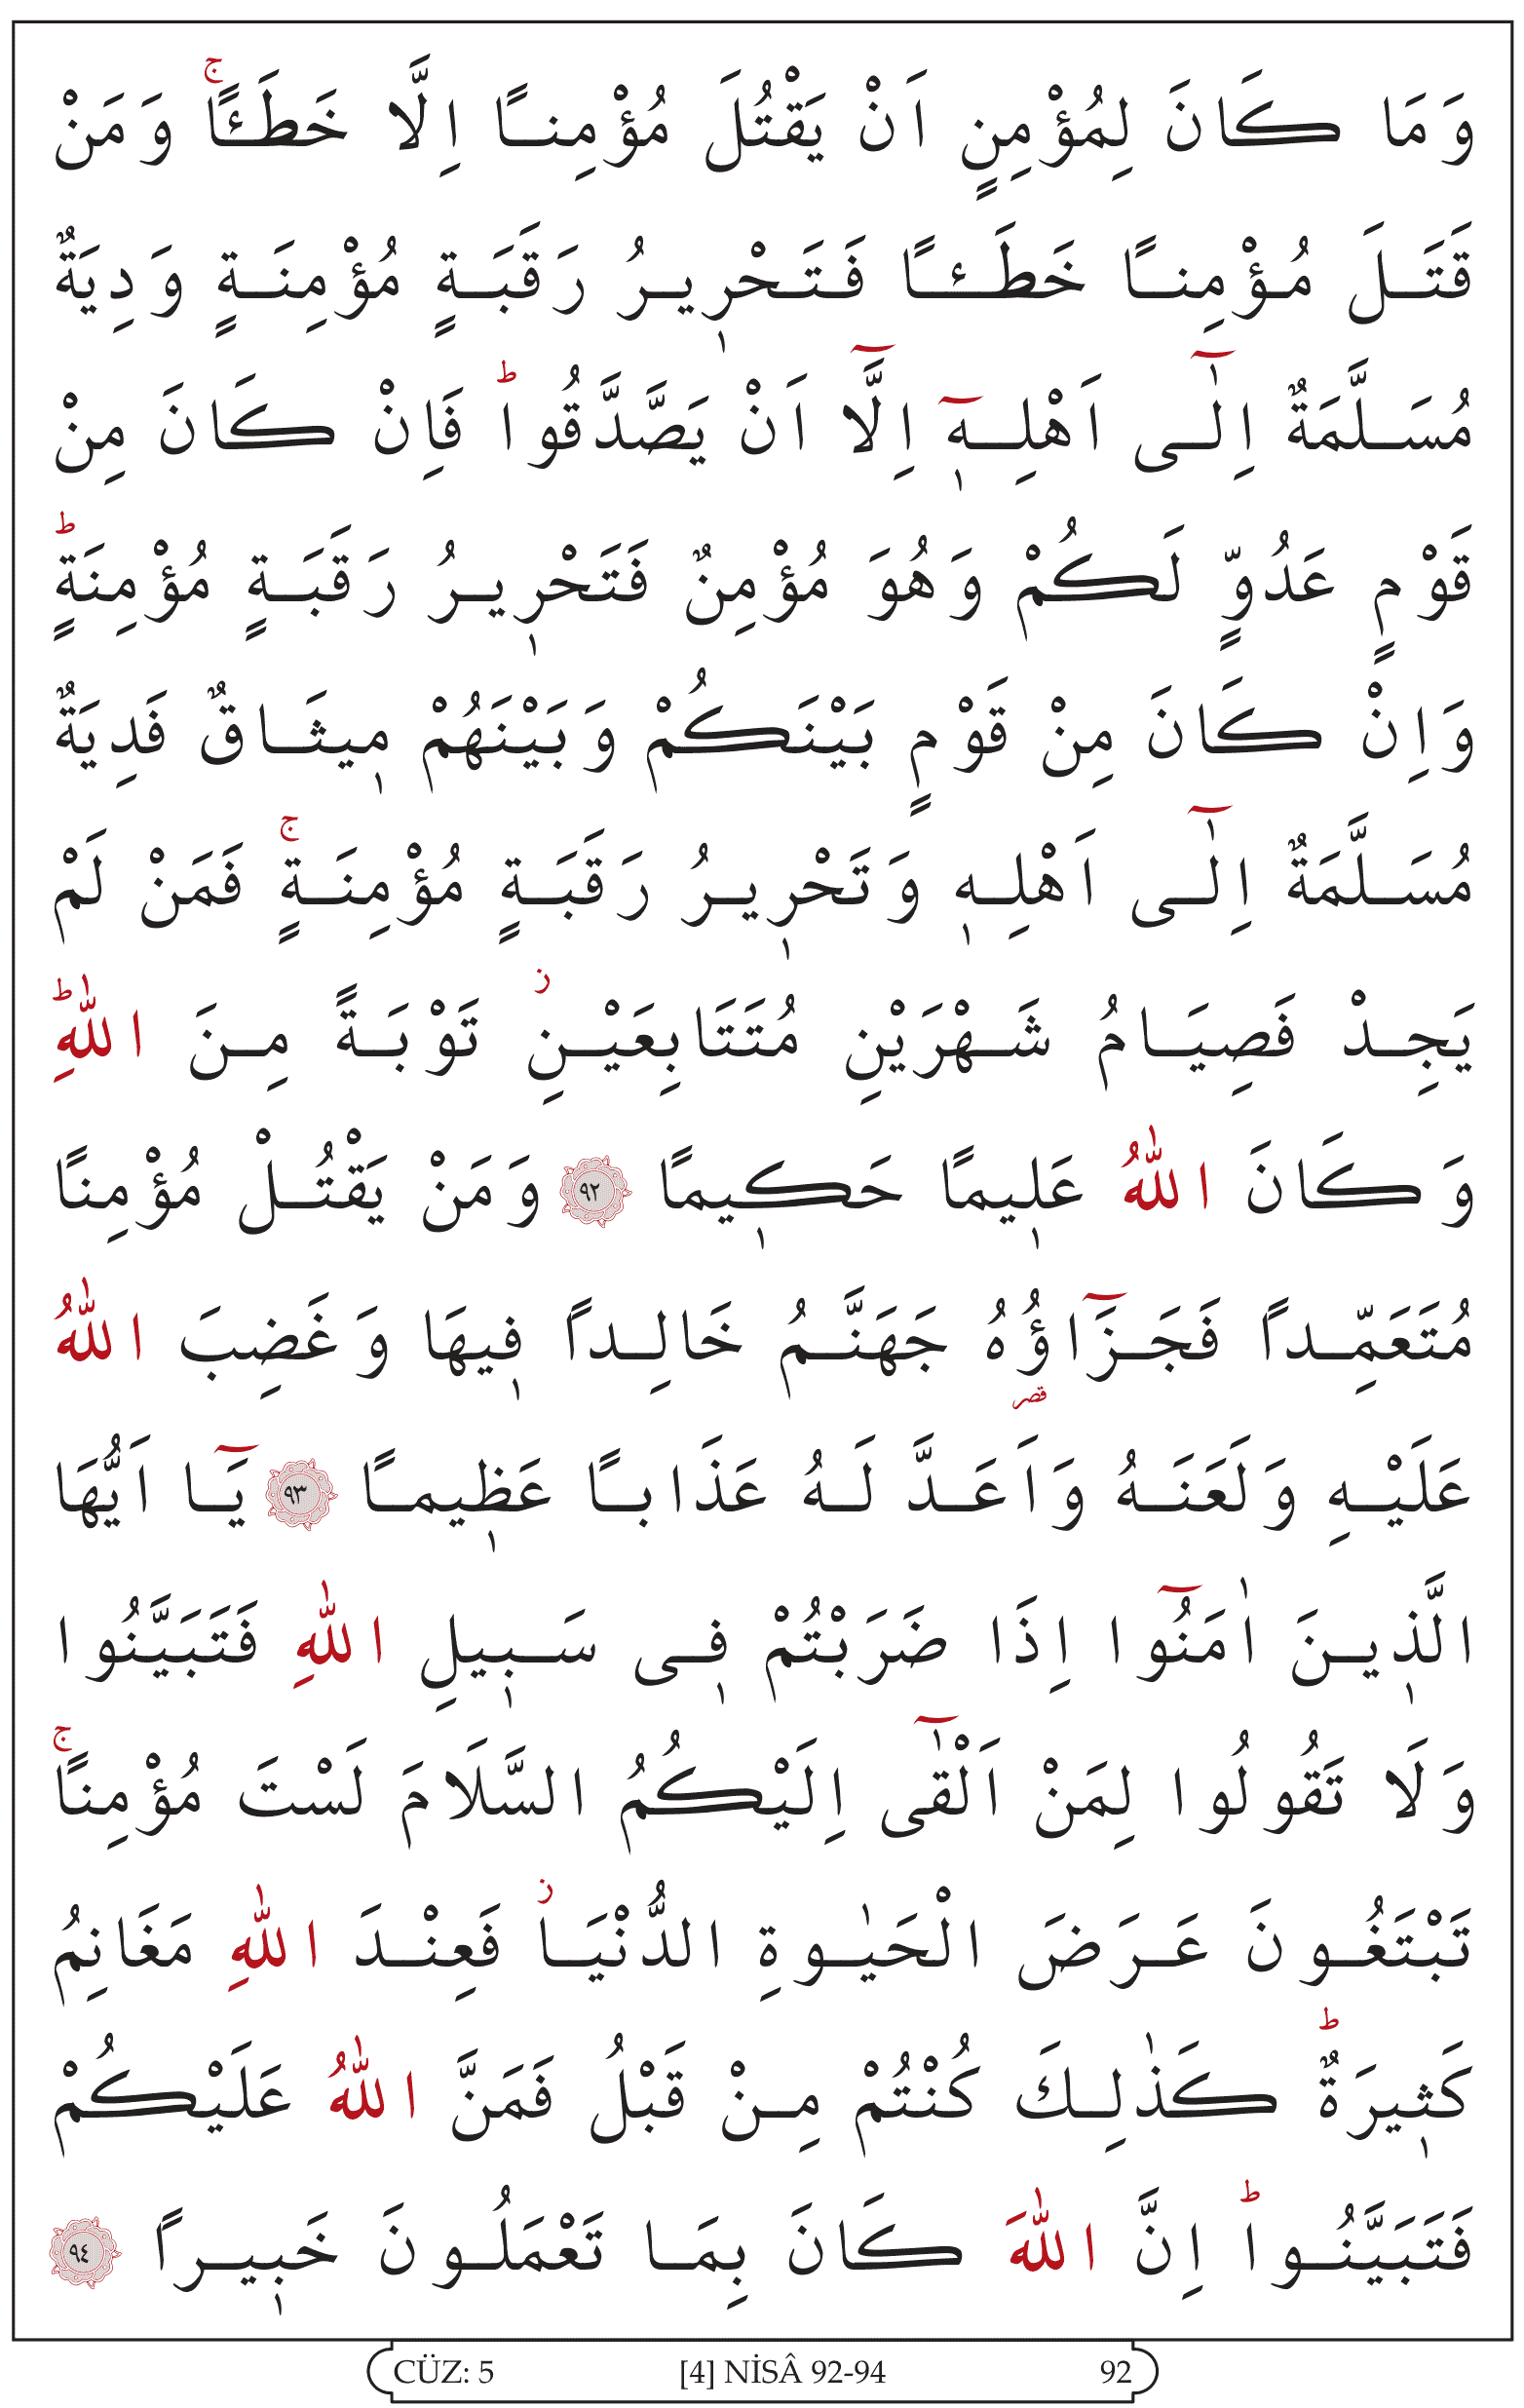 وَمَا كَانَ لِمُؤْمِنٍ اَنْ يَقْتُلَ مُؤْمِنًا اِلَّا خَطَـًٔاۚ وَمَنْ
قَتَلَ مُؤْمِنًا خَطَـًٔا فَتَحْر۪يرُ رَقَبَةٍ مُؤْمِنَةٍ وَدِيَةٌ
مُسَلَّمَةٌ اِلٰٓى اَهْلِه۪ٓ اِلَّٓا اَنْ يَصَّدَّقُواۜ فَاِنْ كَانَ مِنْ
قَوْمٍ عَدُوٍّ لَكُمْ وَهُوَ مُؤْمِنٌ فَتَحْر۪يرُ رَقَبَةٍ مُؤْمِنَةٍۜ
وَاِنْ كَانَ مِنْ قَوْمٍ بَيْنَكُمْ وَبَيْنَهُمْ م۪يثَاقٌ فَدِيَةٌ
مُسَلَّمَةٌ اِلٰٓى اَهْلِه۪ وَتَحْر۪يرُ رَقَبَةٍ مُؤْمِنَةٍۚ فَمَنْ لَمْ
يَجِدْ فَصِيَامُ شَهْرَيْنِ مُتَتَابِعَيْنِۘ تَوْبَةً مِنَ اللّٰهِۜ
وَكَانَ اللّٰهُ عَل۪يمًا حَك۪يمًا ﴿٩٢﴾ وَمَنْ يَقْتُلْ مُؤْمِنًا
مُتَعَمِّدًا فَجَزَٓاؤُ۬هُ جَهَنَّمُ خَالِدًا ف۪يهَا وَغَضِبَ اللّٰهُ
عَلَيْهِ وَلَعَنَهُ وَاَعَدَّ لَهُ عَذَابًا عَظ۪يمًا ﴿٩٣﴾ يَٓا اَيُّهَا
الَّذ۪ينَ اٰمَنُٓوا اِذَا ضَرَبْتُمْ ف۪ى سَب۪يلِ اللّٰهِ فَتَبَيَّنُوا
وَلَا تَقُولُوا لِمَنْ اَلْقٰٓى اِلَيْكُمُ السَّلَامَ لَسْتَ مُؤْمِنًاۚ
تَبْتَغُونَ عَرَضَ الْحَيٰوةِ الدُّنْيَاۘ فَعِنْدَ اللّٰهِ مَغَانِمُ
كَث۪يرَةٌۜ كَذٰلِكَ كُنْتُمْ مِنْ قَبْلُ فَمَنَّ اللّٰهُ عَلَيْكُمْ
فَتَبَيَّنُواۜ اِنَّ اللّٰهَ كَانَ بِمَا تَعْمَلُونَ خَب۪يرًا ﴿٩٤﴾
CÜZ: 5 [4] NİSÂ 92-94 92